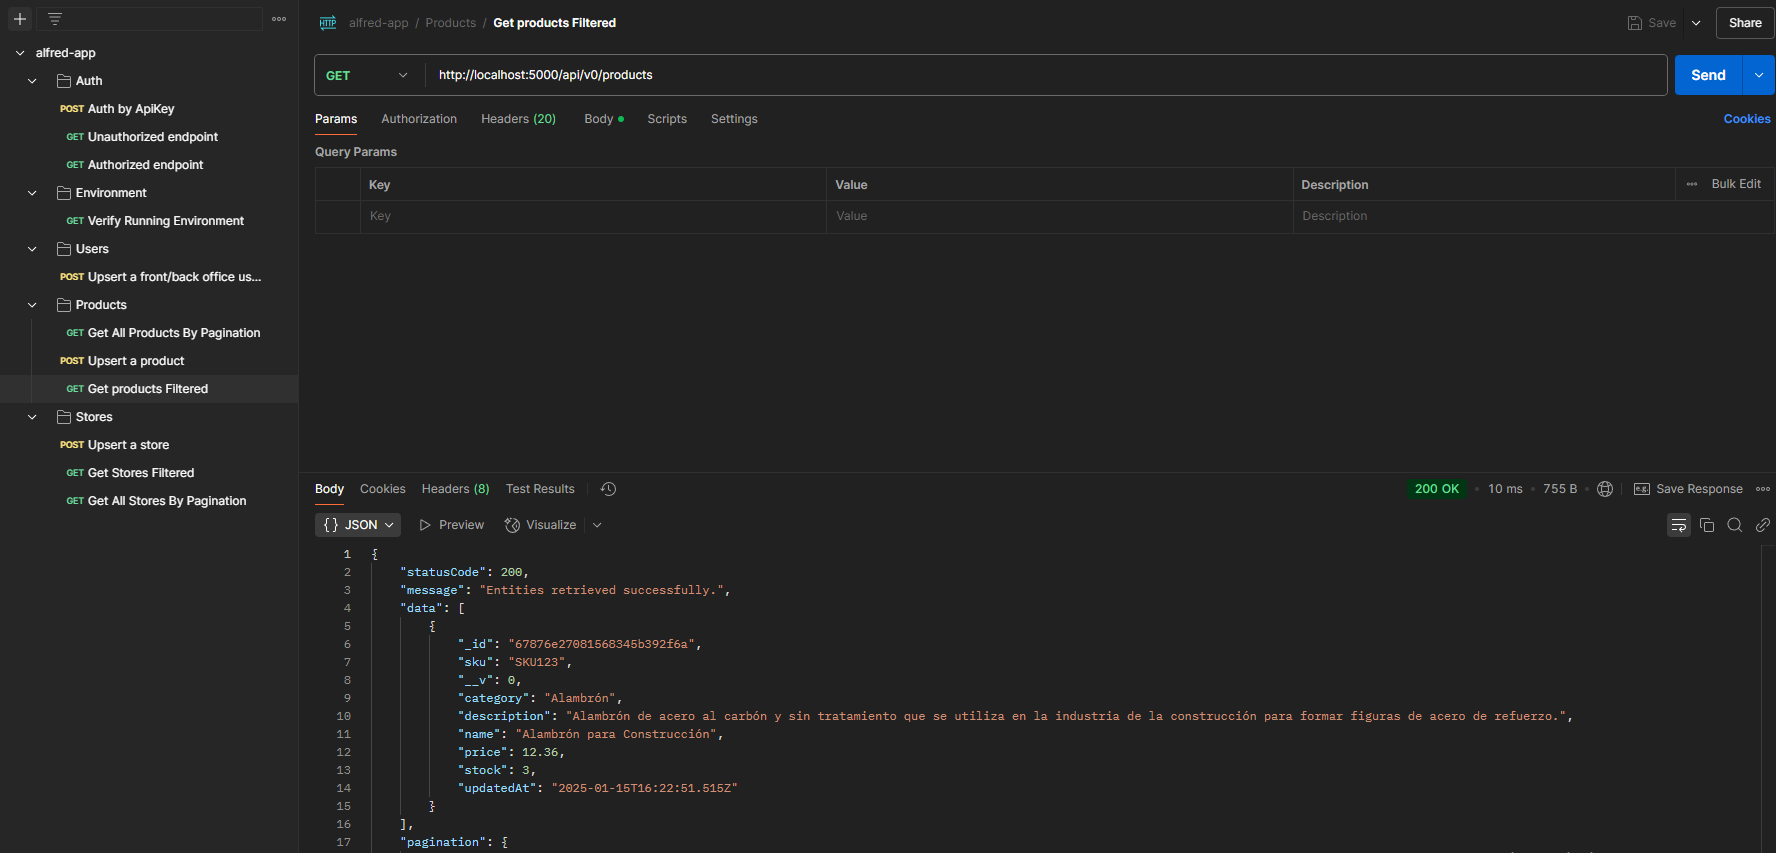 alfred-app
Auth
POST Auth by ApiKey
GET Unauthorized endpoint
GET Authorized endpoint
Environment
GET Verify Running Environment
Users
POST Upsert a front/back office us...
Products
GET Get All Products By Pagination
POST Upsert a product
GET Get products Filtered
Stores
POST Upsert a store
GET Get Stores Filtered
GET Get All Stores By Pagination
HTTP alfred-app / Products / Get products Filtered
Save
Share
GET http://localhost:5000/api/v0/products
Send
Params Authorization Headers (20) Body Scripts Settings
Cookies
Query Params
Key Value Description Bulk Edit
Key Value Description
Body Cookies Headers (8) Test Results
200 OK 10 ms 755 B e.g. Save Response
{} JSON Preview Visualize
1 {
2 "statusCode": 200,
3 "message": "Entities retrieved successfully.",
4 "data": [
5 {
6 "_id": "67876e27081568345b392f6a",
7 "sku": "SKU123",
8 "__v": 0,
9 "category": "Alambrón",
10 "description": "Alambrón de acero al carbón y sin tratamiento que se utiliza en la industria de la construcción para formar figuras de acero de refuerzo.",
11 "name": "Alambrón para Construcción",
12 "price": 12.36,
13 "stock": 3,
14 "updatedAt": "2025-01-15T16:22:51.515Z"
15 }
16 ],
17 "pagination": {